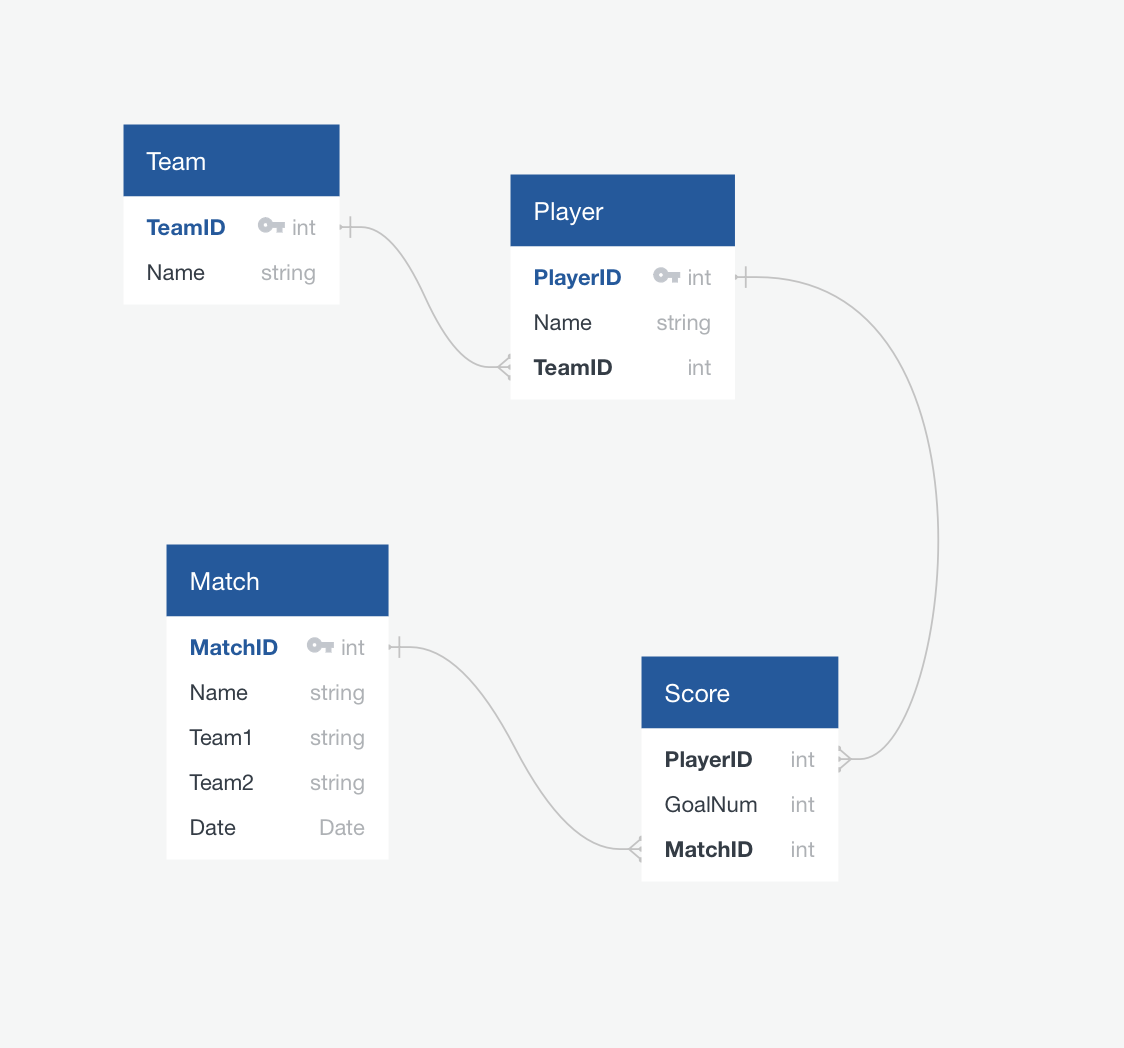 Team
TeamID int
Name string
Player
PlayerID int
Name string
TeamID int
Match
MatchID int
Name string
Team1 string
Team2 string
Date Date
Score
PlayerID int
GoalNum int
MatchID int